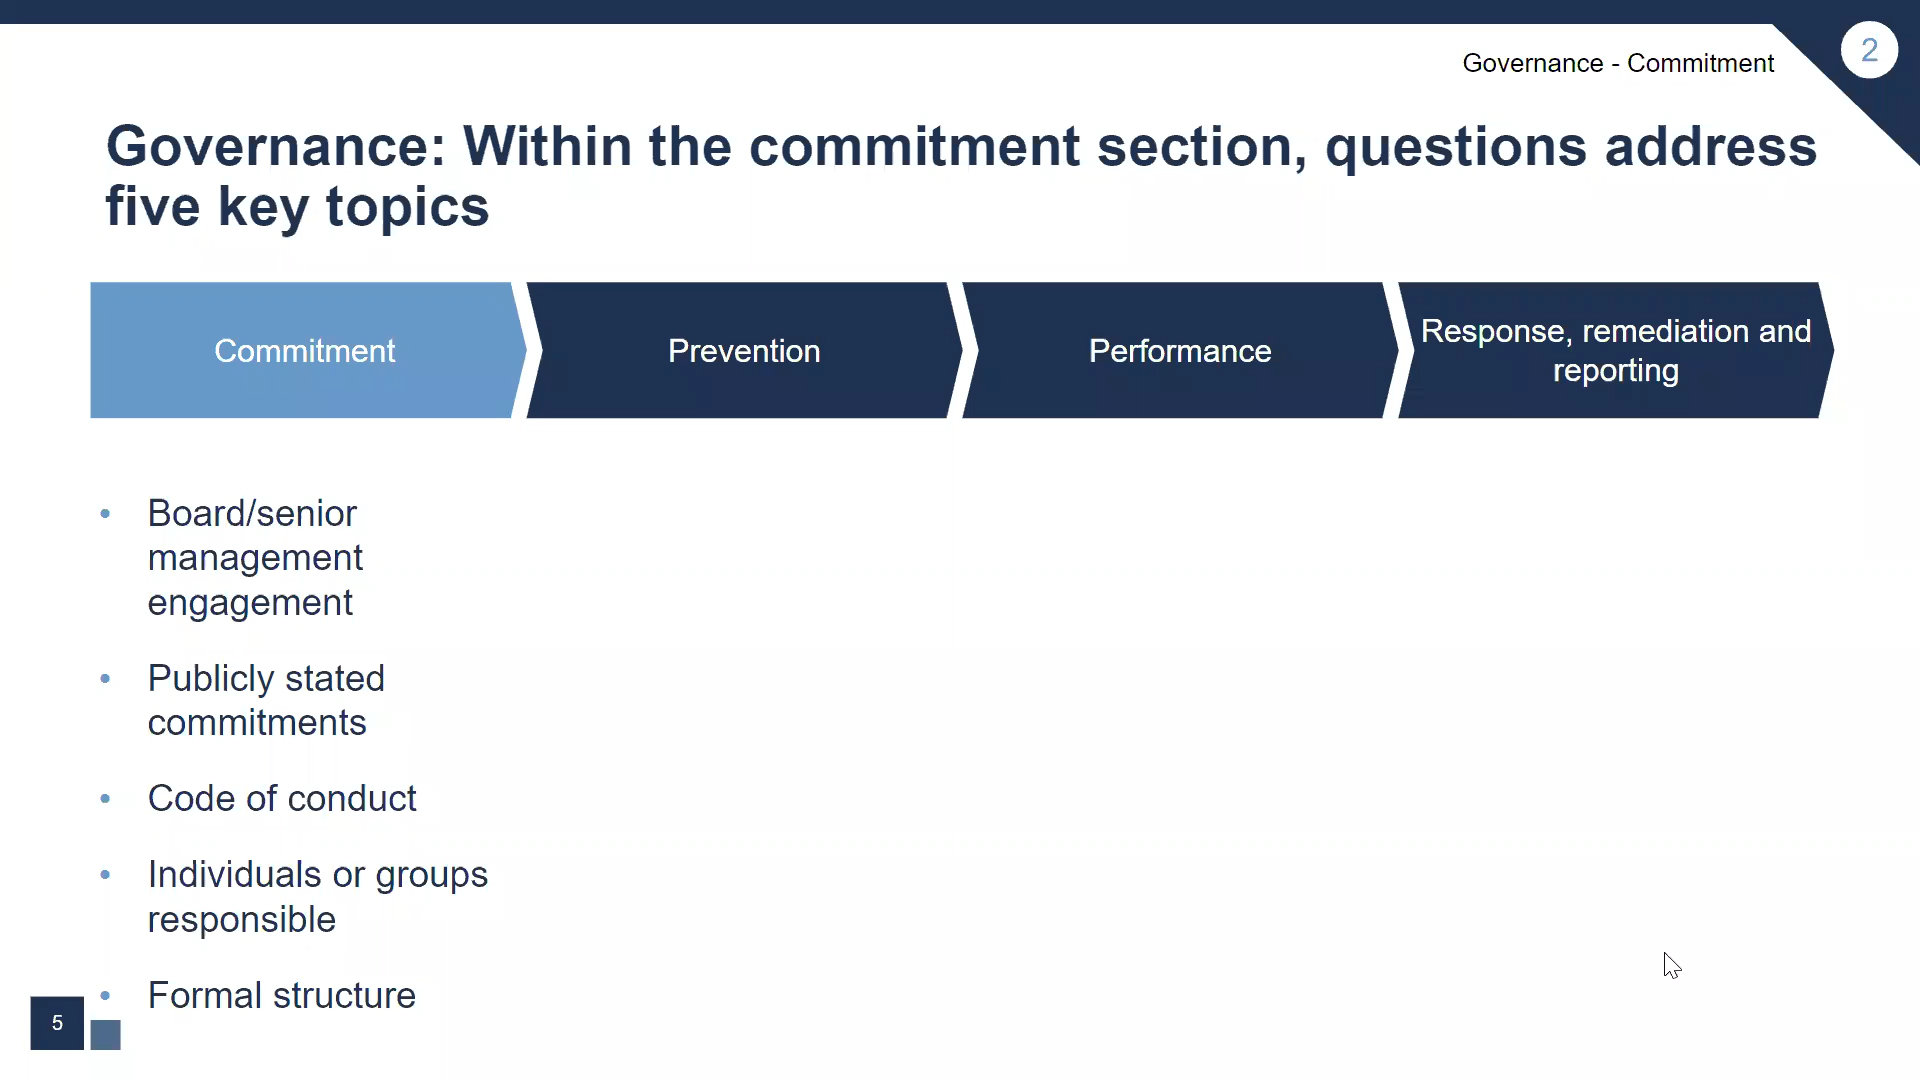 Governance - Commitment
2
Governance: Within the commitment section, questions address
five key topics
Commitment
Prevention
Performance
Response, remediation and
reporting
• Board/senior
management
engagement
• Publicly stated
commitments
• Code of conduct
• Individuals or groups
responsible
• Formal structure
5